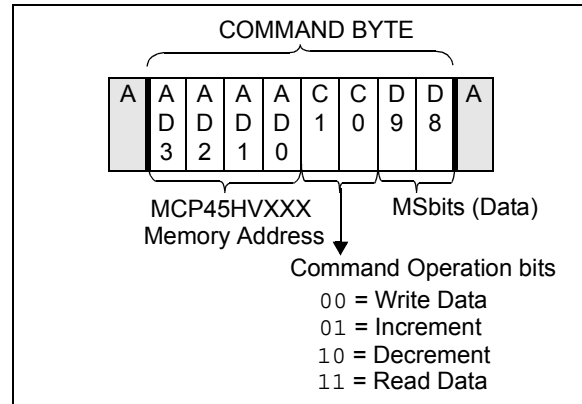 COMMAND BYTE
A A A A A C C D D A
D D D D 1 0 9 8
3 2 1 0
MCP45HVXXX
Memory Address
MSbits (Data)
Command Operation bits
00 = Write Data
01 = Increment
10 = Decrement
11 = Read Data